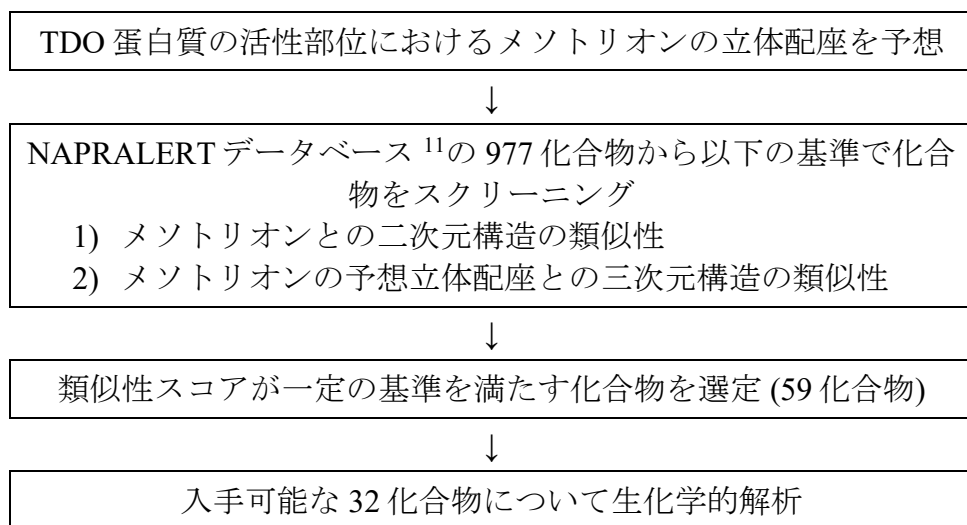 TDO 蛋白質の活性部位におけるメソトリオンの立体配座を予想
↓
NAPRALERT データベース 11の 977 化合物から以下の基準で化合
物をスクリーニング
1) メソトリオンとの二次元構造の類似性
2) メソトリオンの予想立体配座との三次元構造の類似性
↓
類似性スコアが一定の基準を満たす化合物を選定 (59 化合物)
↓
入手可能な 32 化合物について生化学的解析